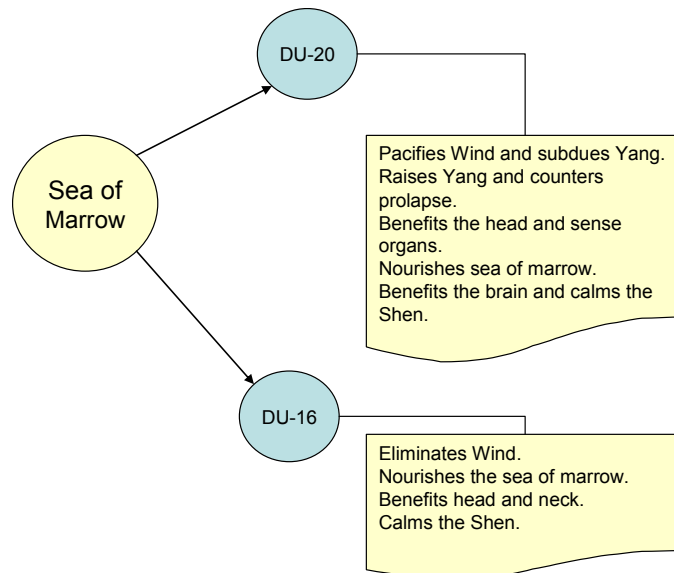 DU-20
Pacifies Wind and subdues Yang.
Raises Yang and counters
prolapse.
Benefits the head and sense
organs.
Nourishes sea of marrow.
Benefits the brain and calms the
Shen.
Sea of
Marrow
DU-16
Eliminates Wind.
Nourishes the sea of marrow.
Benefits head and neck.
Calms the Shen.